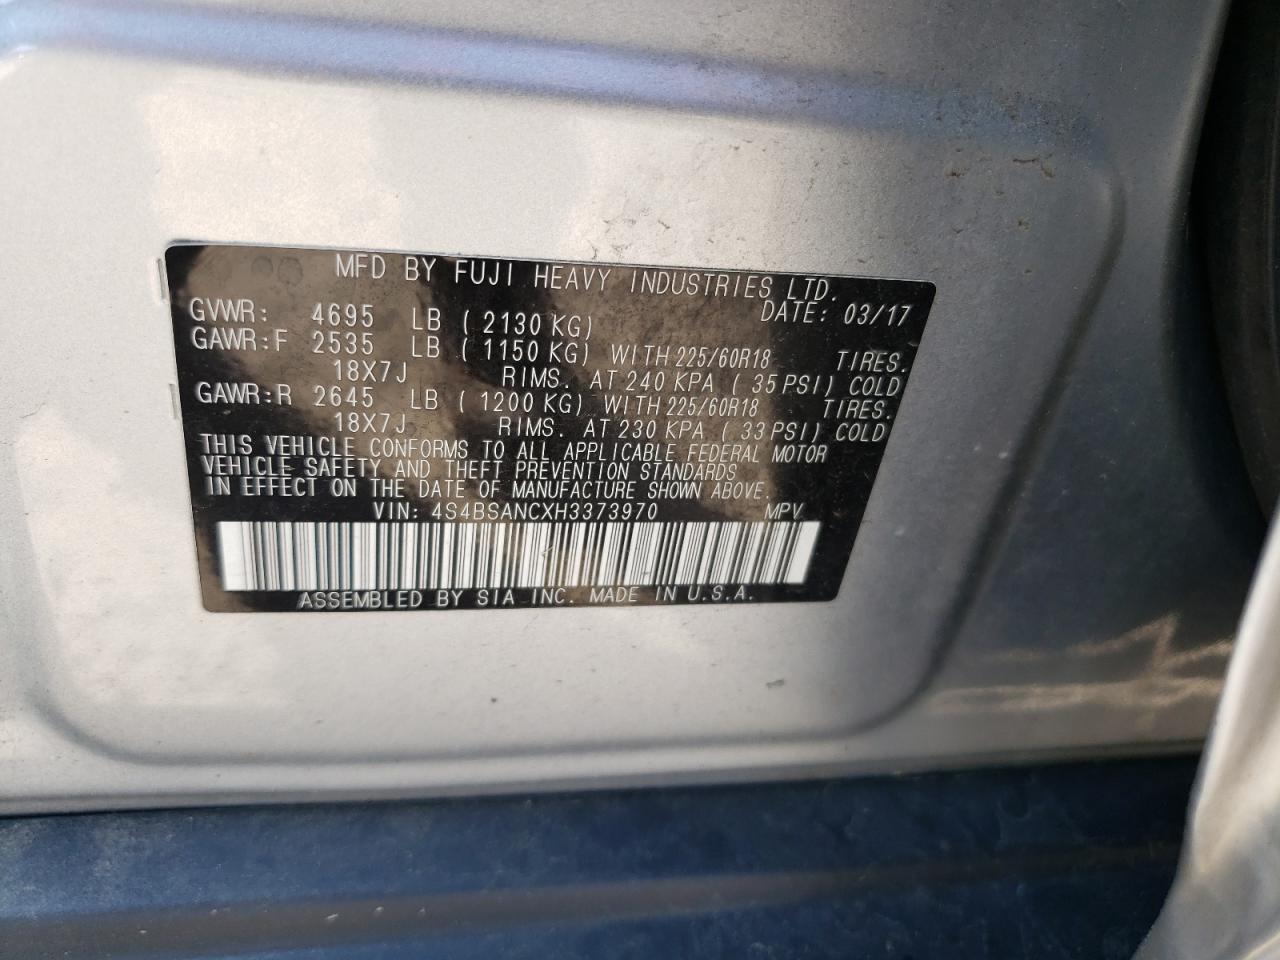 MFD BY FUJI HEAVY INDUSTRIES LTD.
DATE: 03/17
GVWR: 4695 LB ( 2130 KG)
GAWR:F 2535 LB ( 1150 KG) WITH 225/60R18 TIRES.
18X7J RIMS. AT 240 KPA ( 35 PSI) COLD
GAWR:R 2645 LB ( 1200 KG) WITH 225/60R18 TIRES.
18X7J RIMS. AT 230 KPA ( 33 PSI) COLD
THIS VEHICLE CONFORMS TO ALL APPLICABLE FEDERAL MOTOR
VEHICLE SAFETY AND THEFT PREVENTION STANDARDS
IN EFFECT ON THE DATE OF MANUFACTURE SHOWN ABOVE.
VIN: 4S4BSANCXH3373970 MPV
ASSEMBLED BY SIA INC. MADE IN U.S.A.